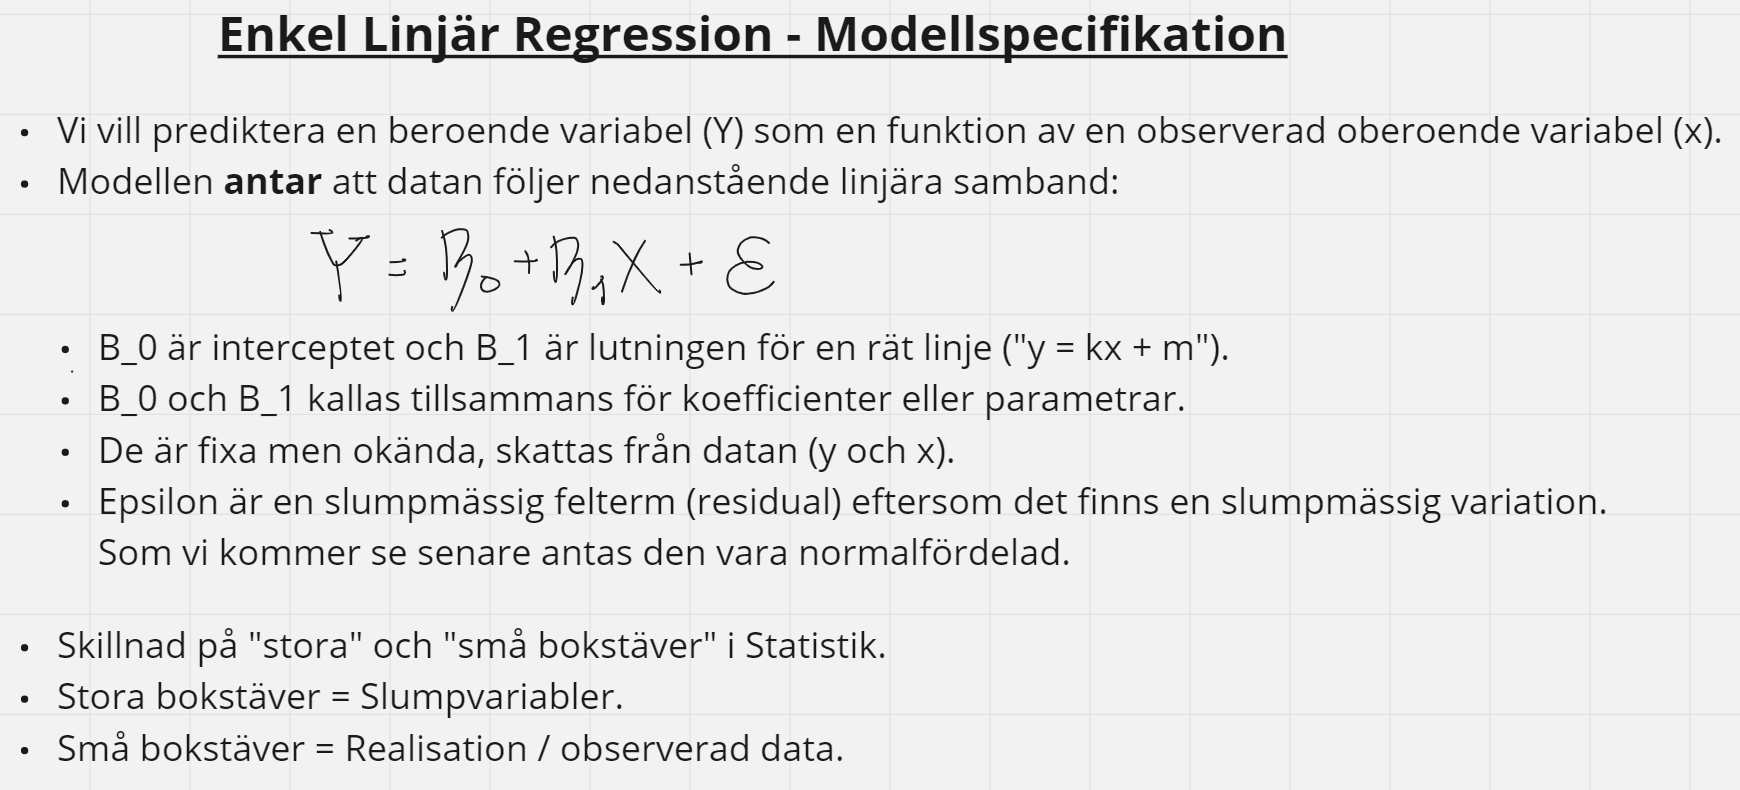 Enkel Linjär Regression - Modellspecifikation
• Vi vill prediktera en beroende variabel (Y) som en funktion av en observerad oberoende variabel (x).
• Modellen antar att datan följer nedanstående linjära samband:
Y = β₀ + β₁X + ε
• B_0 är interceptet och B_1 är lutningen för en rät linje ("y = kx + m").
• B_0 och B_1 kallas tillsammans för koefficienter eller parametrar.
• De är fixa men okända, skattas från datan (y och x).
• Epsilon är en slumpmässig felterm (residual) eftersom det finns en slumpmässig variation.
Som vi kommer se senare antas den vara normalfördelad.
• Skillnad på "stora" och "små bokstäver" i Statistik.
• Stora bokstäver = Slumpvariabler.
• Små bokstäver = Realisation / observerad data.